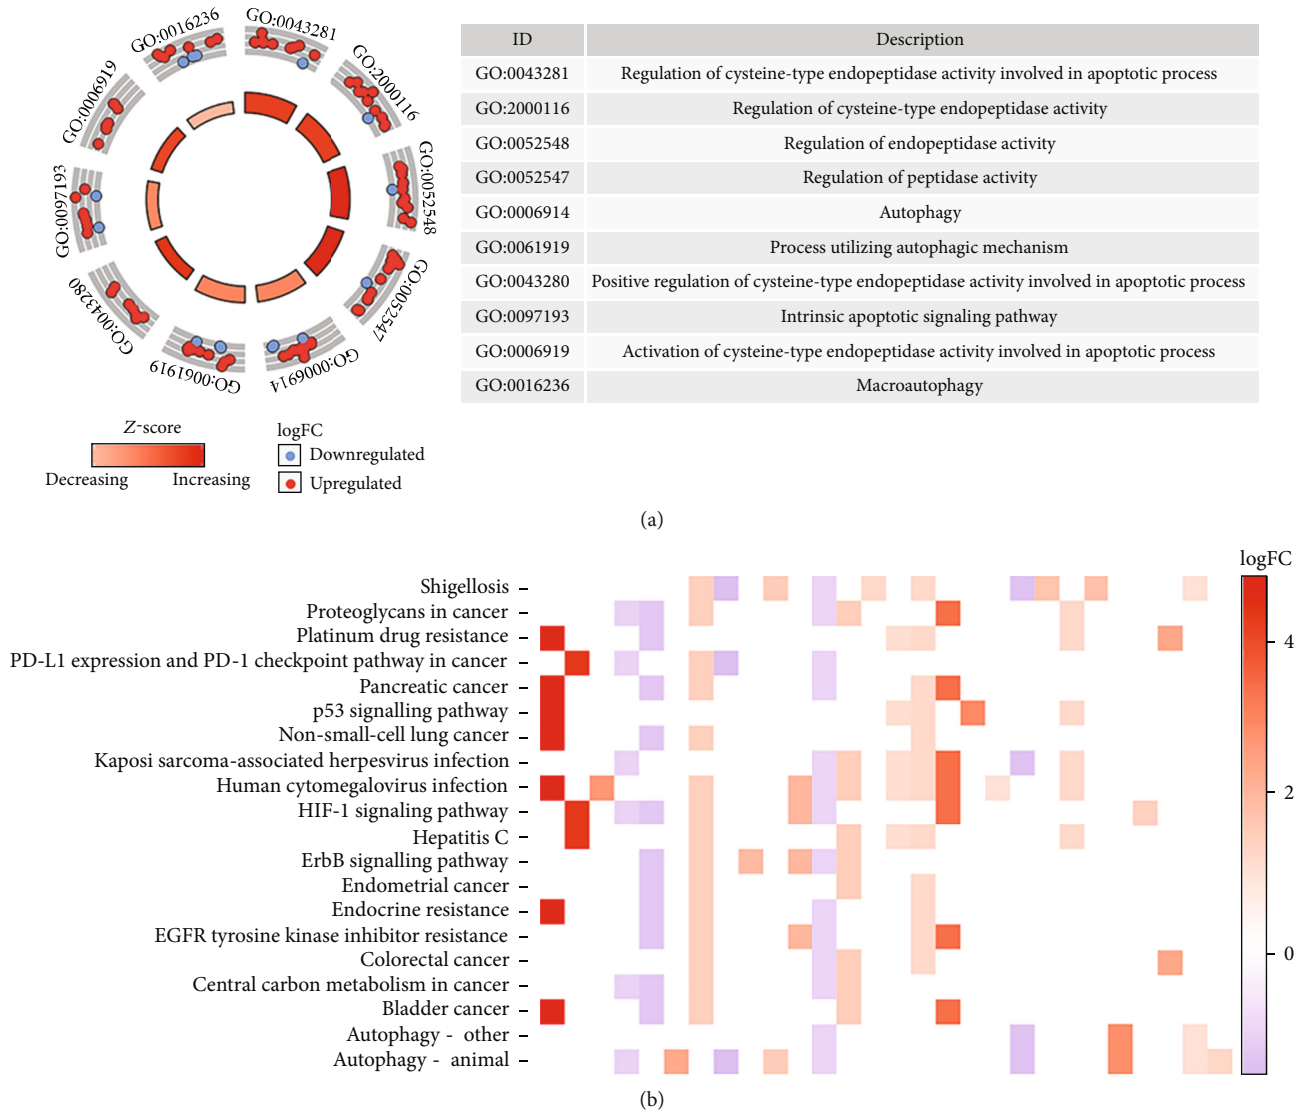 GO:0016236
GO:0043281
GO:2000116
GO:0052548
GO:0052547
GO:0006914
GO:0061919
GO:0043280
GO:0097193
GO:0006919
Z-score
Decreasing Increasing
logFC
Downregulated
Upregulated
ID Description
GO:0043281 Regulation of cysteine-type endopeptidase activity involved in apoptotic process
GO:2000116 Regulation of cysteine-type endopeptidase activity
GO:0052548 Regulation of endopeptidase activity
GO:0052547 Regulation of peptidase activity
GO:0006914 Autophagy
GO:0061919 Process utilizing autophagic mechanism
GO:0043280 Positive regulation of cysteine-type endopeptidase activity involved in apoptotic process
GO:0097193 Intrinsic apoptotic signaling pathway
GO:0006919 Activation of cysteine-type endopeptidase activity involved in apoptotic process
GO:0016236 Macroautophagy
(a)
Shigellosis
Proteoglycans in cancer
Platinum drug resistance
PD-L1 expression and PD-1 checkpoint pathway in cancer
Pancreatic cancer
p53 signalling pathway
Non-small-cell lung cancer
Kaposi sarcoma-associated herpesvirus infection
Human cytomegalovirus infection
HIF-1 signaling pathway
Hepatitis C
ErbB signalling pathway
Endometrial cancer
Endocrine resistance
EGFR tyrosine kinase inhibitor resistance
Colorectal cancer
Central carbon metabolism in cancer
Bladder cancer
Autophagy - other
Autophagy - animal
logFC
4
2
0
(b)